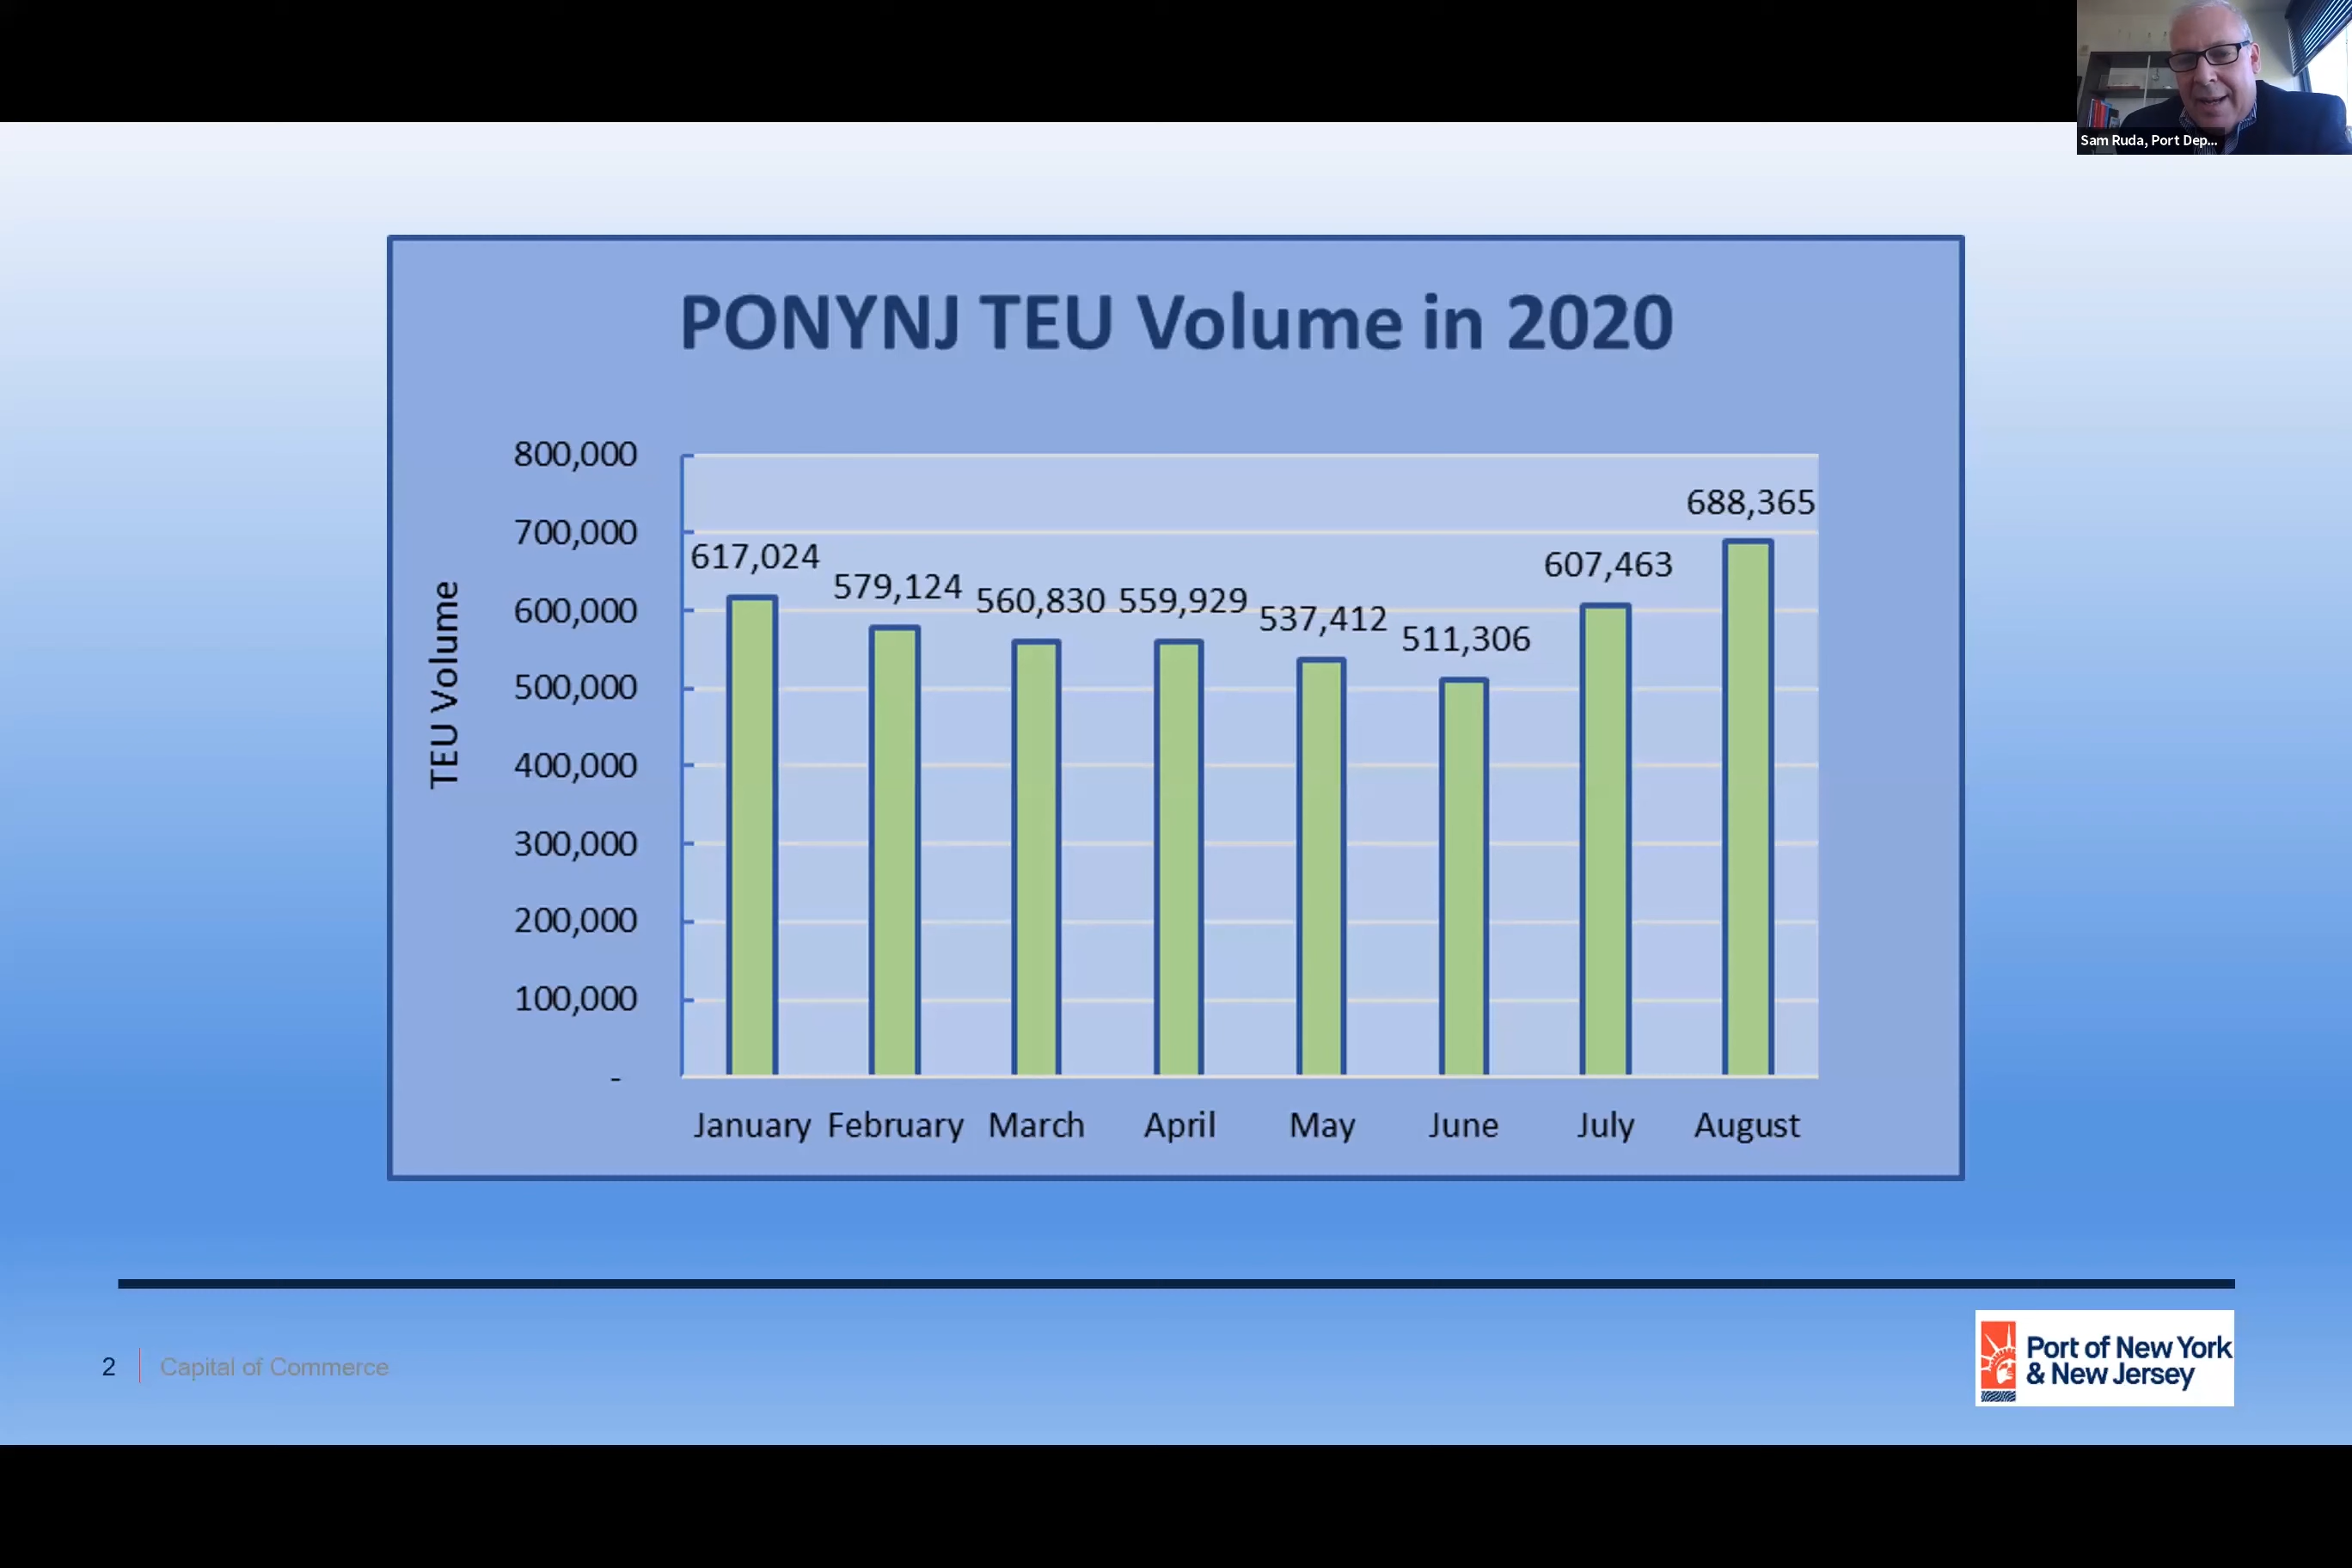 Sam Ruda, Port Dep...
PONYNJ TEU Volume in 2020
TEU Volume
800,000
700,000
600,000
500,000
400,000
300,000
200,000
100,000
-
617,024
579,124
560,830
559,929
537,412
511,306
607,463
688,365
January February March April May June July August
2
Capital of Commerce
Port of New York
& New Jersey